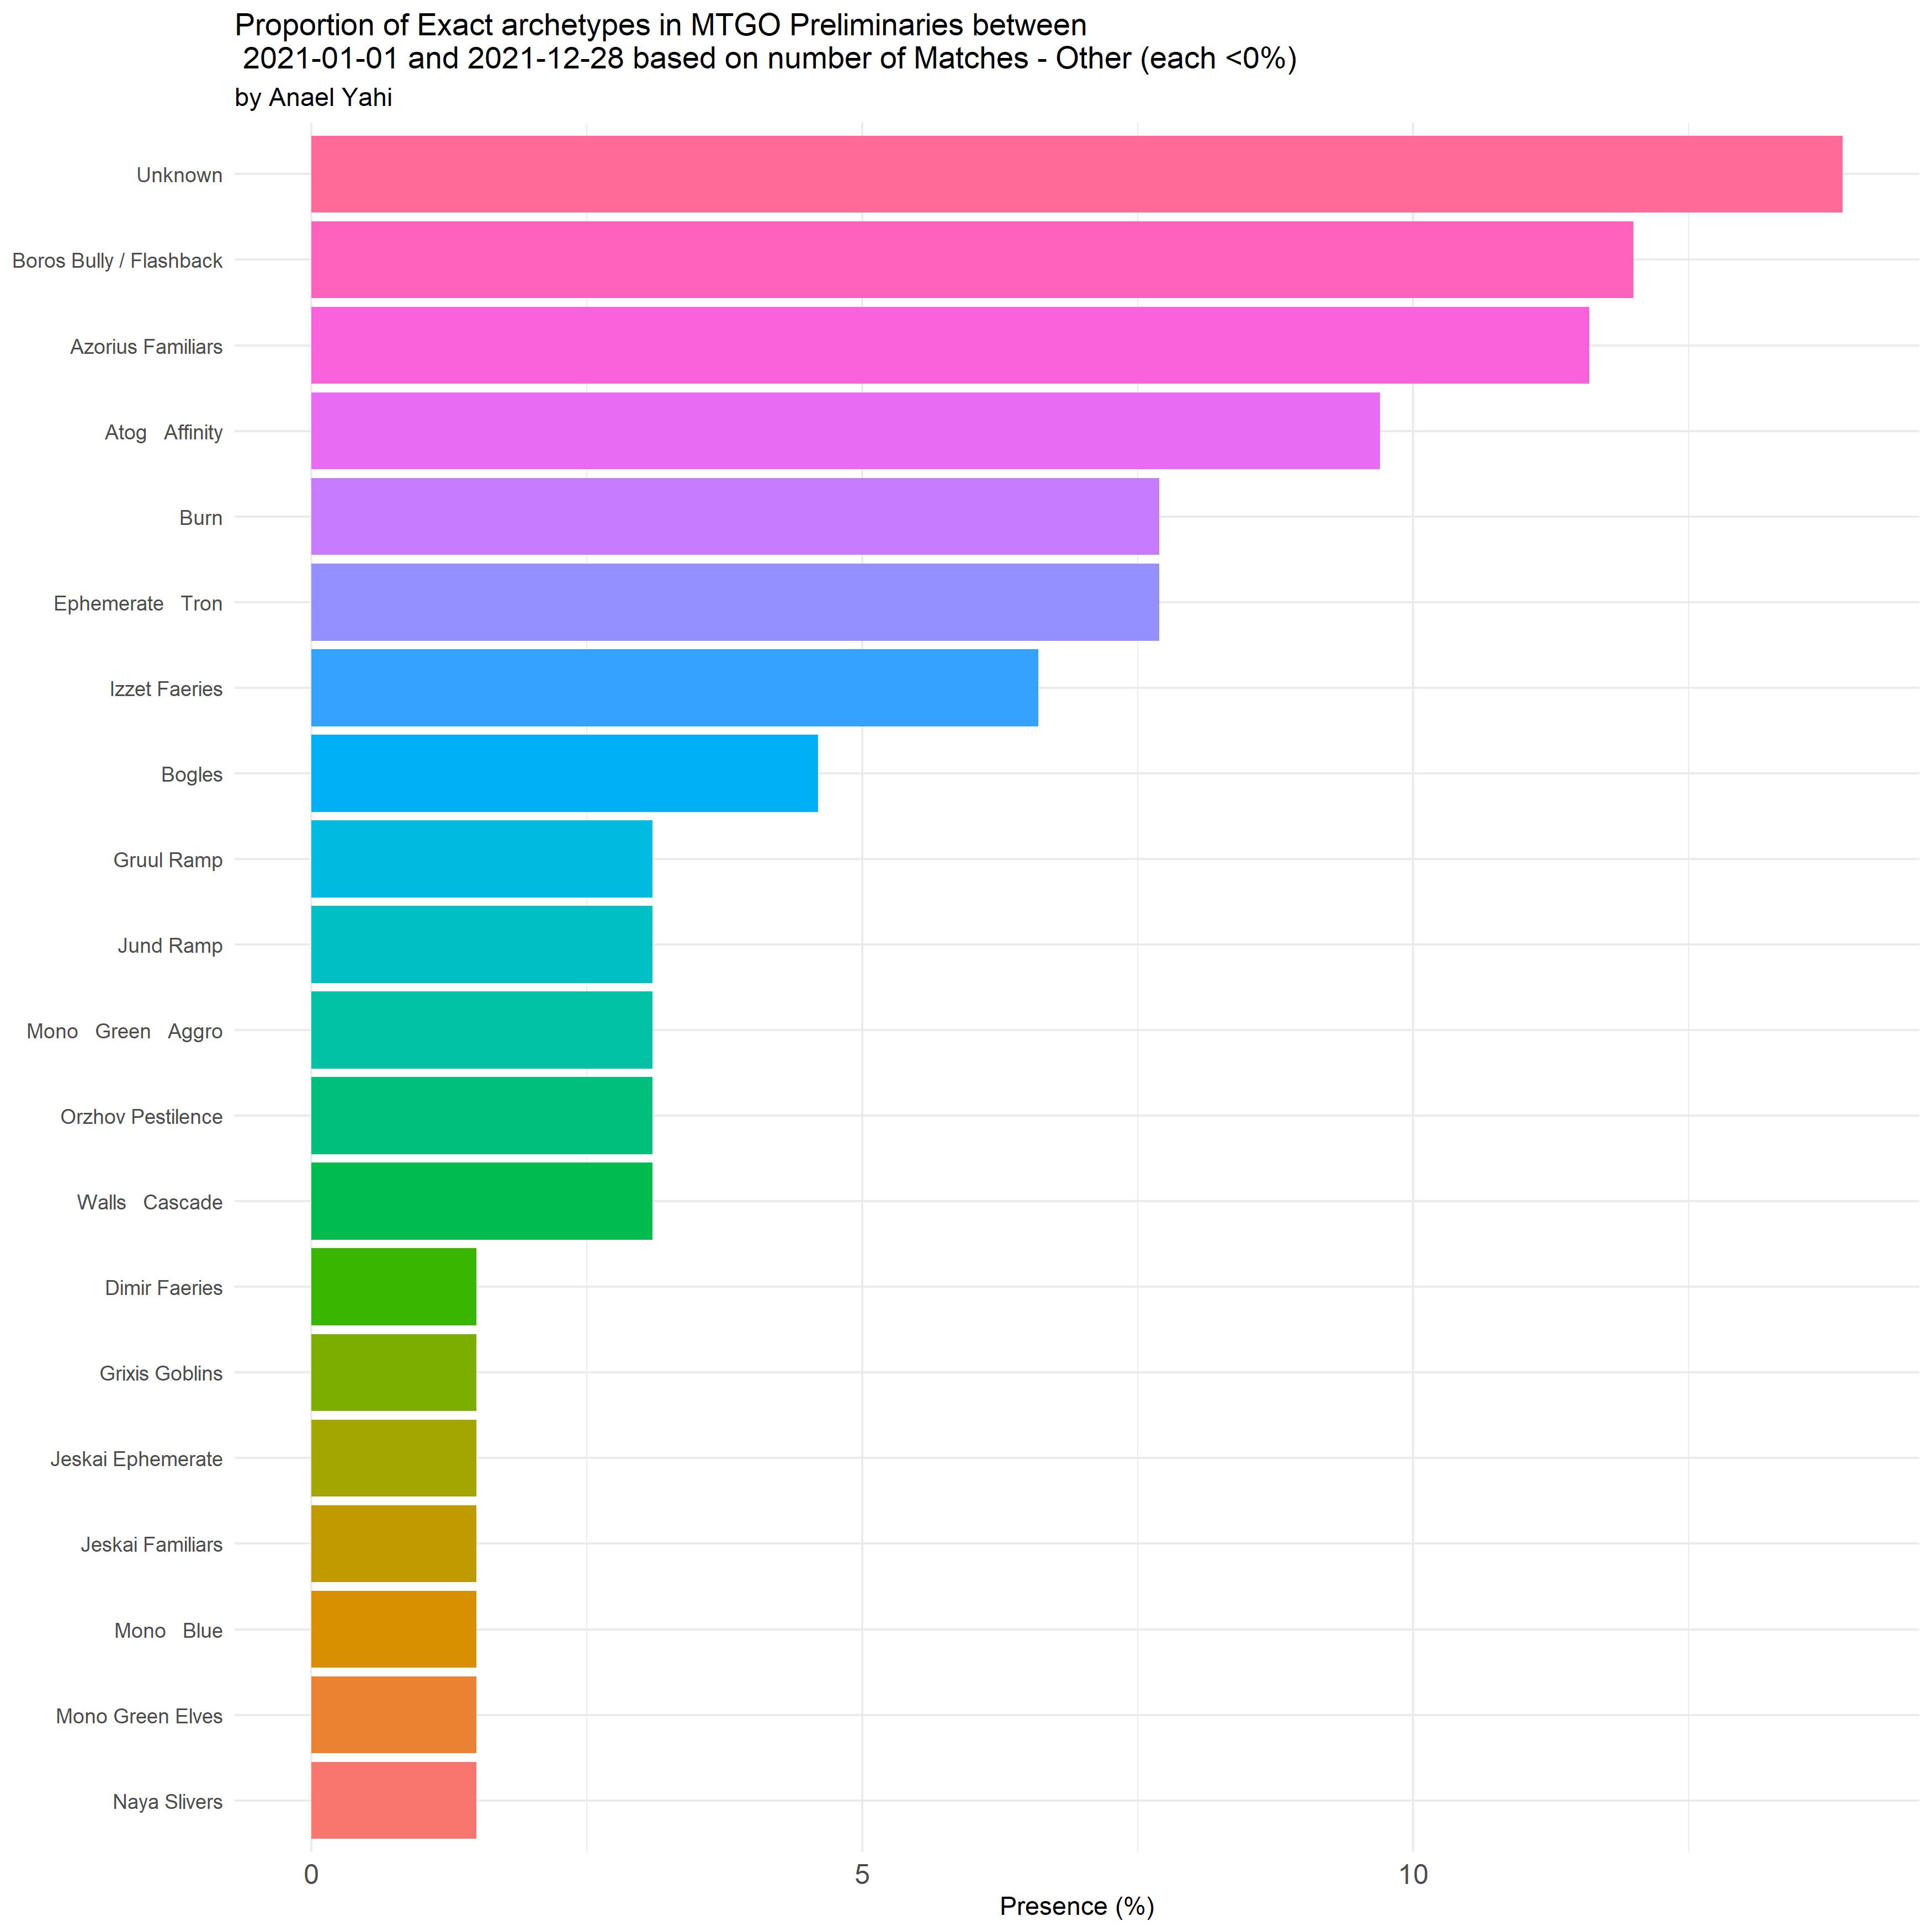 Proportion of Exact archetypes in MTGO Preliminaries between
2021-01-01 and 2021-12-28 based on number of Matches - Other (each <0%)
by Anael Yahi
Unknown
Boros Bully / Flashback
Azorius Familiars
Atog   Affinity
Burn
Ephemerate   Tron
Izzet Faeries
Bogles
Gruul Ramp
Jund Ramp
Mono   Green   Aggro
Orzhov Pestilence
Walls   Cascade
Dimir Faeries
Grixis Goblins
Jeskai Ephemerate
Jeskai Familiars
Mono   Blue
Mono Green Elves
Naya Slivers
0 5 10
Presence (%)